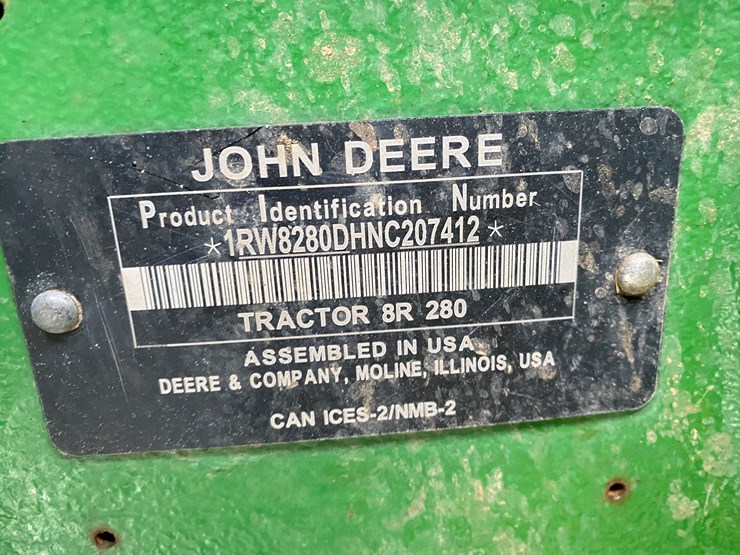 JOHN DEERE
Product Identification Number
*1RW8280DHNC207412*
TRACTOR 8R 280
ASSEMBLED IN USA
DEERE & COMPANY, MOLINE, ILLINOIS, USA
CAN ICES-2/NMB-2